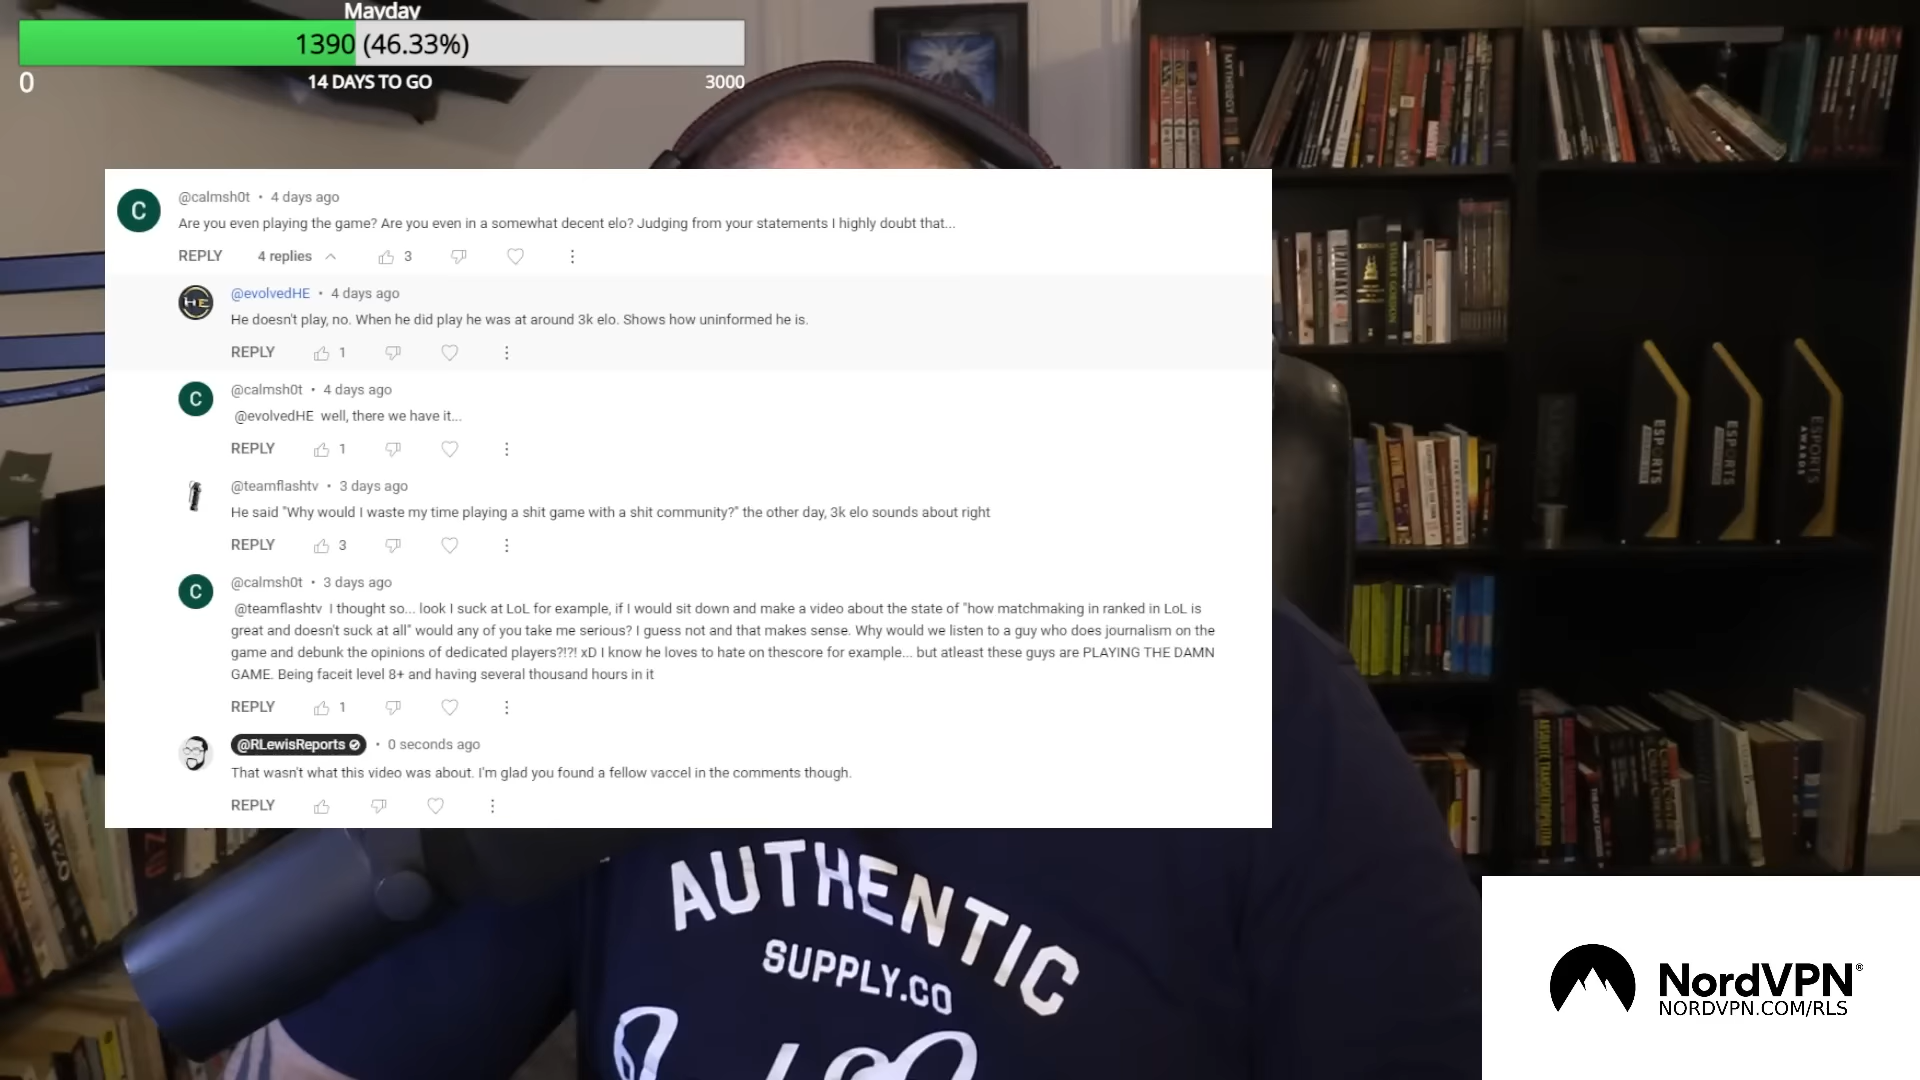 Mayday
1390 (46.33%)
0
14 DAYS TO GO
3000
@calmsh0t • 4 days ago
Are you even playing the game? Are you even in a somewhat decent elo? Judging from your statements I highly doubt that...
REPLY 4 replies 3
@evolvedHE • 4 days ago
He doesn't play, no. When he did play he was at around 3k elo. Shows how uninformed he is.
REPLY 1
@calmsh0t • 4 days ago
@evolvedHE well, there we have it...
REPLY 1
@teamflashtv • 3 days ago
He said "Why would I waste my time playing a shit game with a shit community?" the other day, 3k elo sounds about right
REPLY 3
@calmsh0t • 3 days ago
@teamflashtv I thought so... look I suck at LoL for example, if I would sit down and make a video about the state of "how matchmaking in ranked in LoL is
great and doesn't suck at all" would any of you take me serious? I guess not and that makes sense. Why would we listen to a guy who does journalism on the
game and debunk the opinions of dedicated players?!?! xD I know he loves to hate on thescore for example... but atleast these guys are PLAYING THE DAMN
GAME. Being faceit level 8+ and having several thousand hours in it
REPLY 1
@RLewisReports • 0 seconds ago
That wasn't what this video was about. I'm glad you found a fellow vaccel in the comments though.
REPLY
C
C
C
HE
ESPORTS
ESPORTS
ESPORTS
AWARDS
AUTHENTIC
SUPPLY.CO
NordVPN®
NORDVPN.COM/RLS